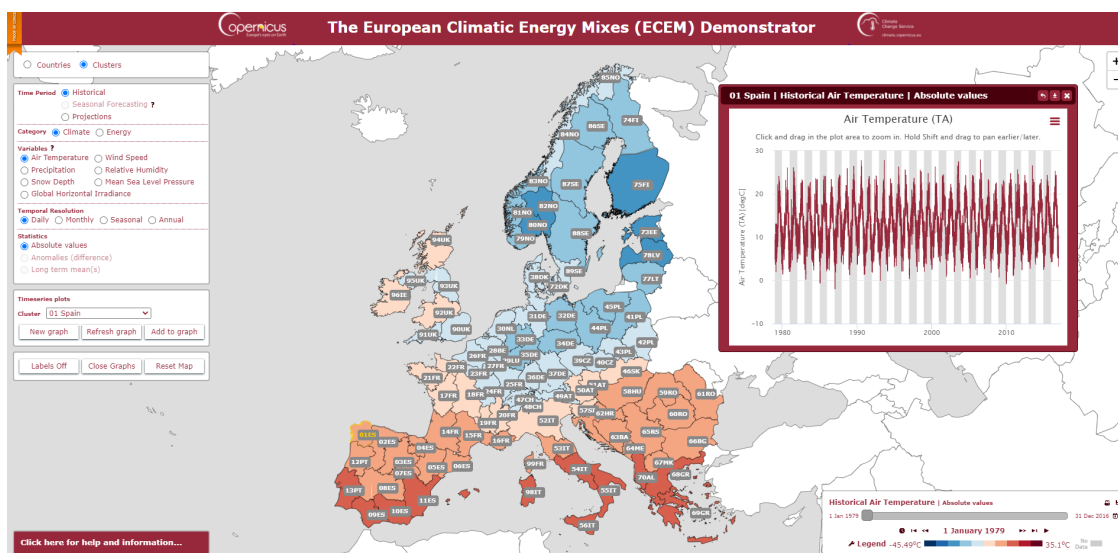 opernicus
Europe's eyes on Earth
The European Climatic Energy Mixes (ECEM) Demonstrator
Climate
Change Service
climate.copernicus.eu
Countries Clusters
Time Period Historical
Seasonal Forecasting ?
Projections
Category Climate Energy
Variables ?
Air Temperature Wind Speed
Precipitation Relative Humidity
Snow Depth Mean Sea Level Pressure
Global Horizontal Irradiance
Temporal Resolution
Daily Monthly Seasonal Annual
Statistics
Absolute values
Anomalies (difference)
Long term mean(s)
Timeseries plots
Cluster 01 Spain
New graph Refresh graph Add to graph
Labels Off Close Graphs Reset Map
Click here for help and information...
01 Spain | Historical Air Temperature | Absolute values
Air Temperature (TA)
Click and drag in the plot area to zoom in. Hold Shift and drag to pan earlier/later.
Air Temperature (TA) [degC]
30
20
10
0
-10
1980 1990 2000 2010
85NO
86SE 74FI
84NO
83NO 87SE 75FI
81NO 82NO
80NO
79NO 88SE 73EE
94UK
78LV
95UK 93UK 38DK 89SE 77LT
96IE 72DK
92UK 31DE 32DE 45PL 41PL
91UK 90UK 30NL 44PL
33DE 34DE 42PL
28BE 35DE 43PL
26FR 29LU 39CZ 40CZ
22FR 27FR 36DE 37DE 46SK
21FR 23FR 25FR
17FR 18FR 24FR 47CH 49AT 50AT 58HU 59RO 61RO
48CH
20FR 57SI 62HR 60RO
19FR 52IT
14FR 15FR 16FR 63BA 65RS 66BG
01ES 02ES 53IT 64ME
04ES
12PT 03ES 05ES 06ES 99FR 54IT 67MK 68GR
07ES 70AL
13PT 08ES 98IT 55IT
11ES
09ES 10ES 56IT 69GR
Historical Air Temperature | Absolute values
1 Jan 1979 31 Dec 2016
1 January 1979
Legend -45.49°C 35.1°C No
Data